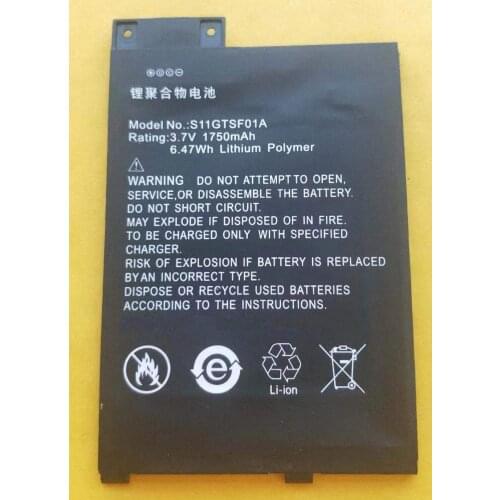 锂聚合物电池
Model No.:S11GTSF01A
Rating:3.7V 1750mAh
6.47Wh Lithium Polymer
WARNING DO NOT ATTEMPT TO OPEN,
SERVICE,OR DISASSEMBLE THE BATTERY.
DO NOT SHORT CIRCUIT.
MAY EXPLODE IF DISPOSED OF IN FIRE.
TO BE CHARGED ONLY WITH SPECIFIED
CHARGER.
RISK OF EXPLOSION IF BATTERY IS REPLACED
BY AN INCORRECT TYPE.
DISPOSE OR RECYCLE USED BATTERIES
ACCORDING TO THE INSTRUCTIONS.
Li-ion